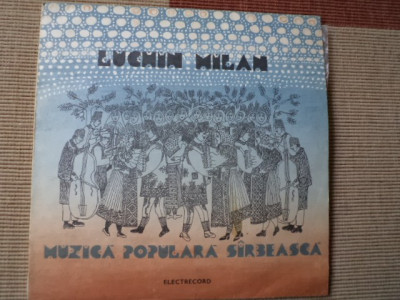 LUCHIN MILAN
MUZICĂ POPULARĂ SÎRBEASCĂ
ELECTRECORD